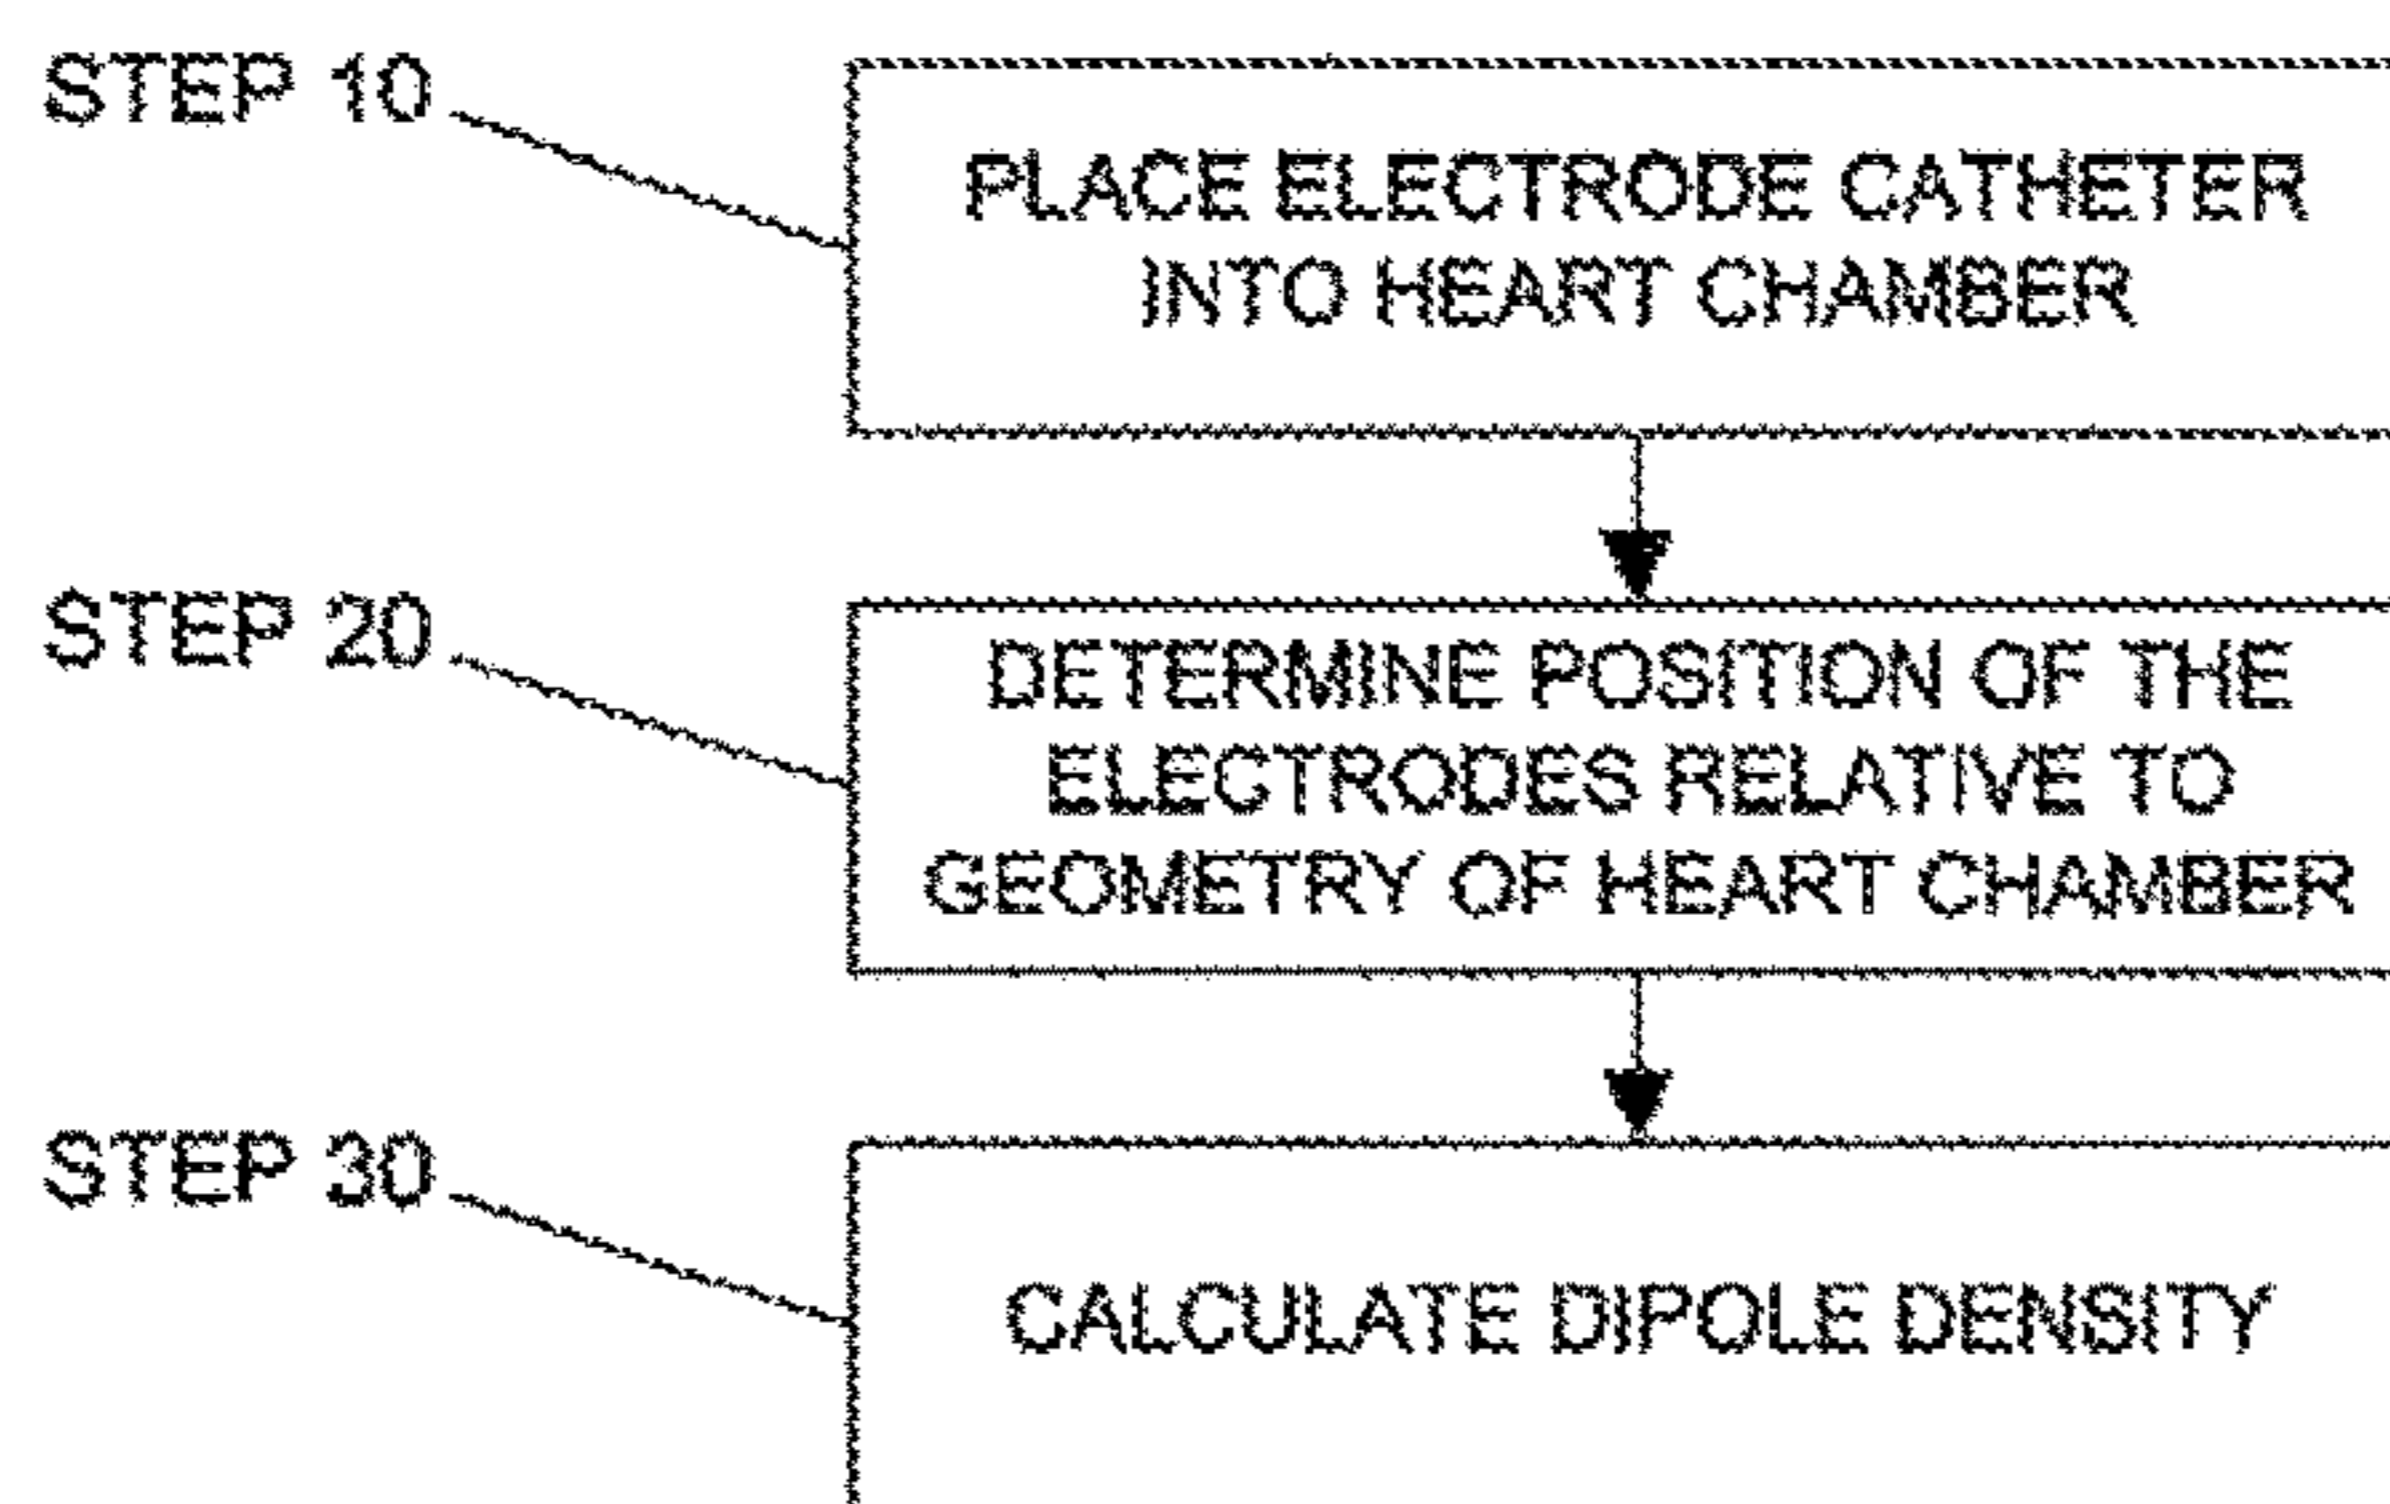 STEP 10
PLACE ELECTRODE CATHETER
INTO HEART CHAMBER
STEP 20
DETERMINE POSITION OF THE
ELECTRODES RELATIVE TO
GEOMETRY OF HEART CHAMBER
STEP 30
CALCULATE DIPOLE DENSITY